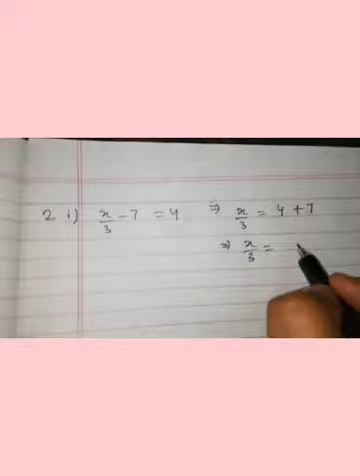 2 i) x/3 - 7 = 4 ⇒ x/3 = 4 + 7
⇒ x/3 =